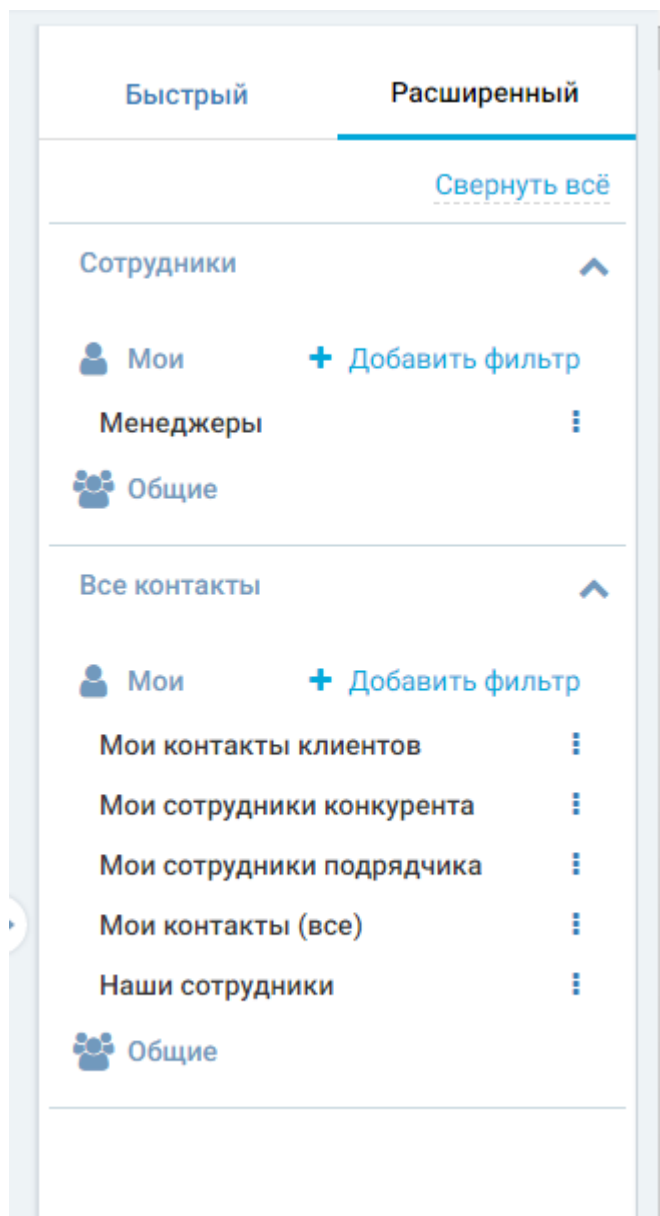 Быстрый Расширенный
Свернуть всё
Сотрудники
Мои + Добавить фильтр
Менеджеры
Общие
Все контакты
Мои + Добавить фильтр
Мои контакты клиентов
Мои сотрудники конкурента
Мои сотрудники подрядчика
Мои контакты (все)
Наши сотрудники
Общие